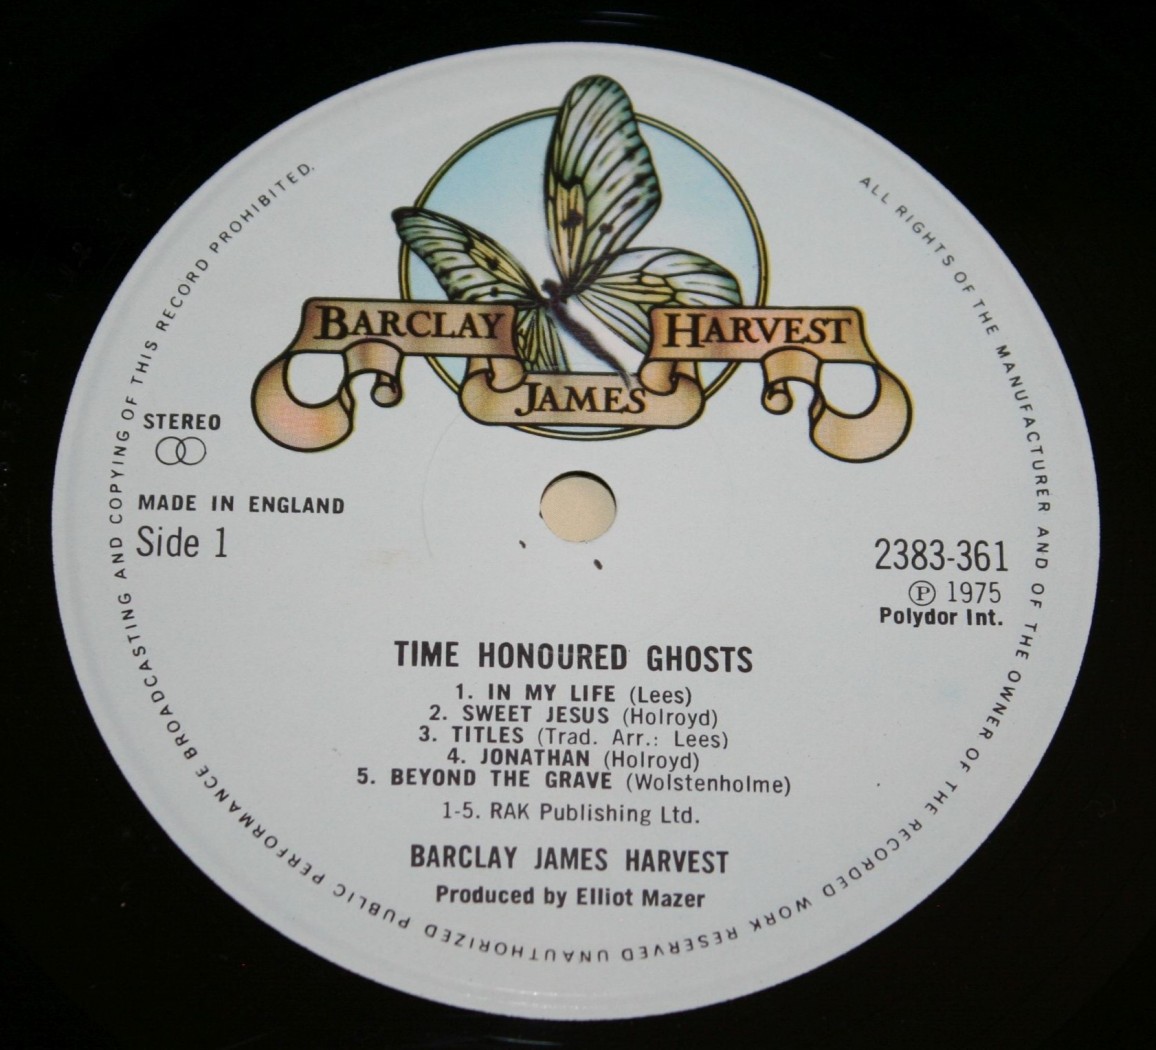 BARCLAY
JAMES
HARVEST
STEREO
MADE IN ENGLAND
Side 1
2383-361
Ⓟ 1975
Polydor Int.
TIME HONOURED GHOSTS
1. IN MY LIFE (Lees)
2. SWEET JESUS (Holroyd)
3. TITLES (Trad. Arr.: Lees)
4. JONATHAN (Holroyd)
5. BEYOND THE GRAVE (Wolstenholme)
1-5. RAK Publishing Ltd.
BARCLAY JAMES HARVEST
Produced by Elliot Mazer
ALL RIGHTS OF THE MANUFACTURER AND OF THE OWNER OF THE RECORDED WORK RESERVED UNAUTHORIZED PUBLIC PERFORMANCE BROADCASTING AND COPYING OF THIS RECORD PROHIBITED.